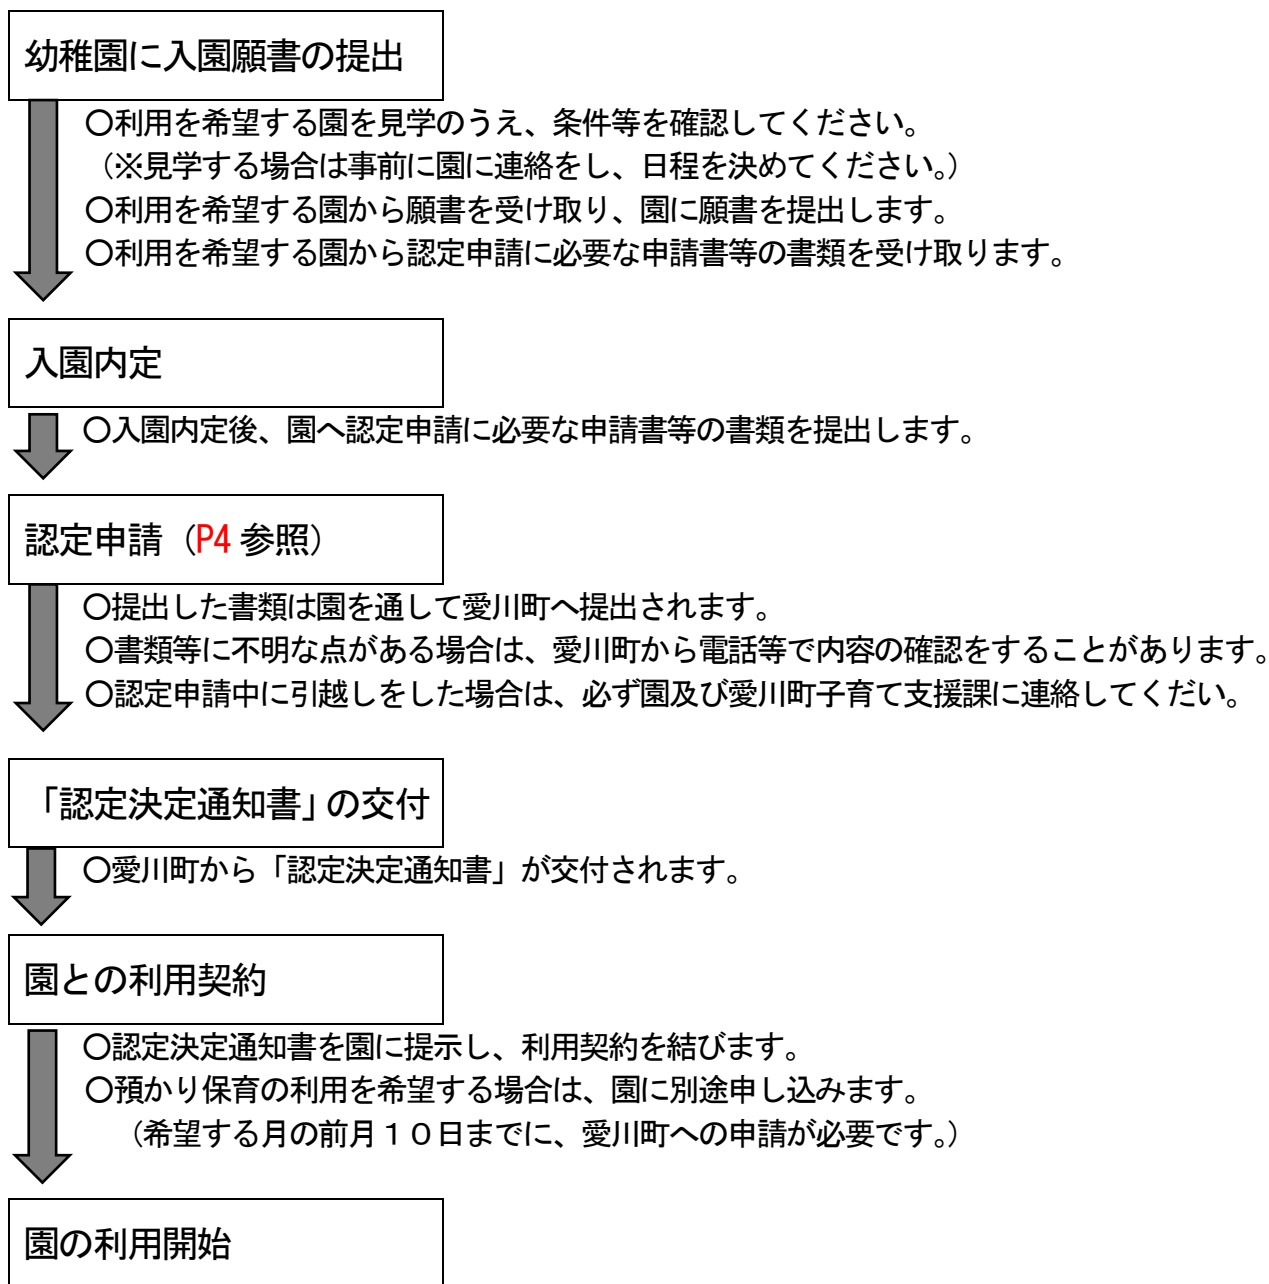 幼稚園に入園願書の提出
〇利用を希望する園を見学のうえ、条件等を確認してください。
（※見学する場合は事前に園に連絡をし、日程を決めてください。）
〇利用を希望する園から願書を受け取り、園に願書を提出します。
〇利用を希望する園から認定申請に必要な申請書等の書類を受け取ります。
入園内定
〇入園内定後、園へ認定申請に必要な申請書等の書類を提出します。
認定申請（P4 参照）
〇提出した書類は園を通して愛川町へ提出されます。
〇書類等に不明な点がある場合は、愛川町から電話等で内容の確認をすることがあります。
〇認定申請中に引越しをした場合は、必ず園及び愛川町子育て支援課に連絡してくだい。
「認定決定通知書」の交付
〇愛川町から「認定決定通知書」が交付されます。
園との利用契約
〇認定決定通知書を園に提示し、利用契約を結びます。
〇預かり保育の利用を希望する場合は、園に別途申し込みます。
（希望する月の前月１０日までに、愛川町への申請が必要です。）
園の利用開始